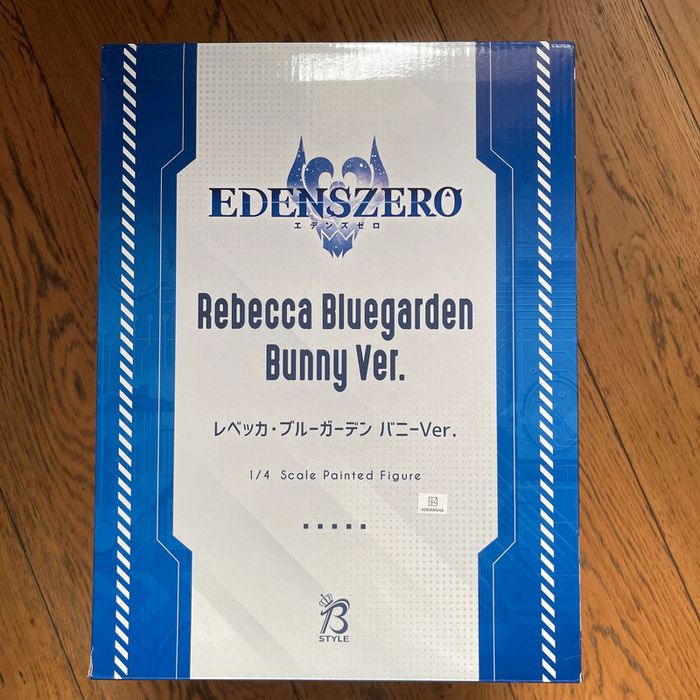 EDENSZERO
エデンズゼロ
Rebecca Bluegarden
Bunny Ver.
レベッカ・ブルーガーデン バニーVer.
1/4 Scale Painted Figure
KODANSHA
B
STYLE